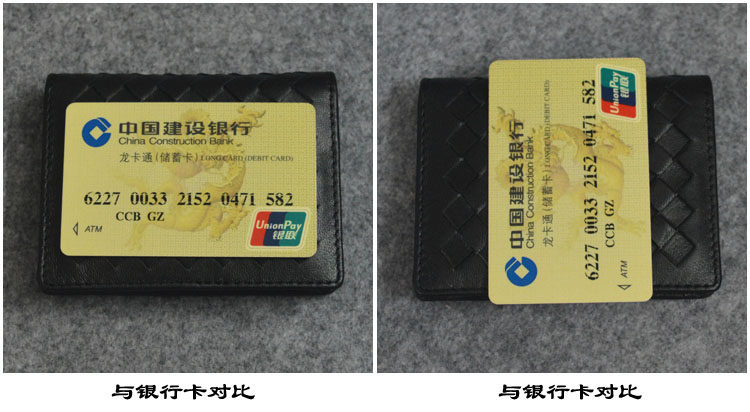 中国建设银行
China Construction Bank
龙卡通(储蓄卡) LONG CARD (DEBIT CARD)
6227 0033 2152 0471 582
CCB GZ
ATM
UnionPay
银联
中国建设银行
China Construction Bank
龙卡通(储蓄卡) LONG CARD (DEBIT CARD)
6227 0033 2152 0471 582
CCB GZ
ATM
UnionPay
银联
与银行卡对比
与银行卡对比